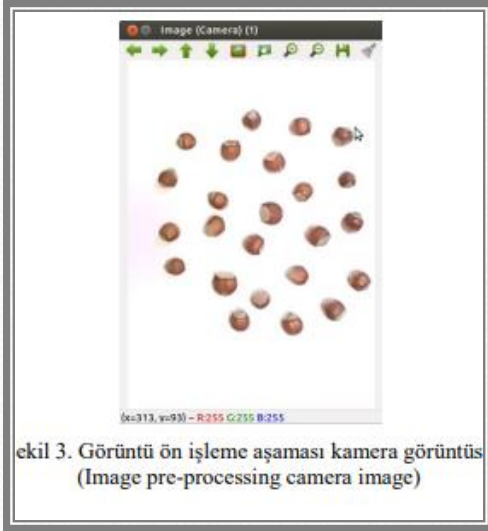 Image (Camera) (1)
(x=313, y=93) ~ R:255 G:255 B:255
ekil 3. Görüntü ön işleme aşaması kamera görüntüs
(Image pre-processing camera image)